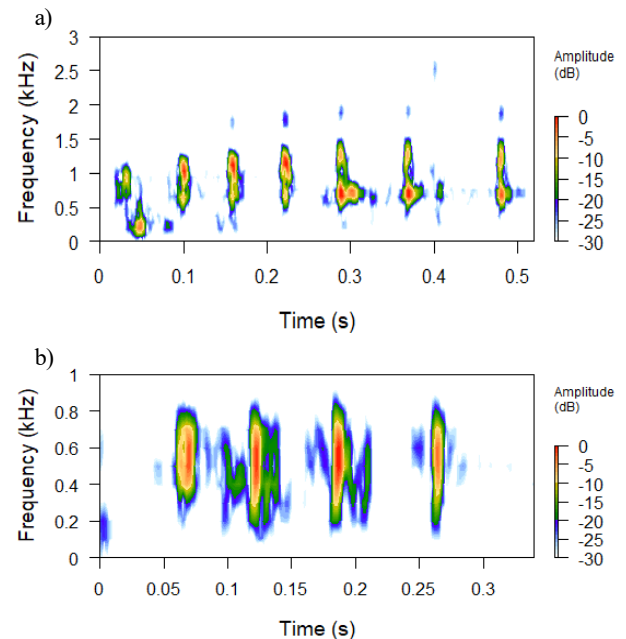 a)
3
2.5
2
1.5
1
0.5
0
Frequency (kHz)
0 0.1 0.2 0.3 0.4 0.5
Time (s)
Amplitude
(dB)
0
-5
-10
-15
-20
-25
-30
b)
1
0.8
0.6
0.4
0.2
0
Frequency (kHz)
0 0.05 0.1 0.15 0.2 0.25 0.3
Time (s)
Amplitude
(dB)
0
-5
-10
-15
-20
-25
-30